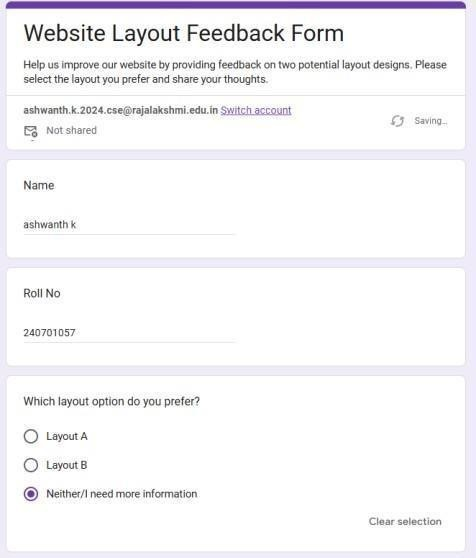 Website Layout Feedback Form
Help us improve our website by providing feedback on two potential layout designs. Please
select the layout you prefer and share your thoughts.
ashwanth.k.2024.cse@rajalakshmi.edu.in Switch account
Saving...
Not shared
Name
ashwanth k
Roll No
240701057
Which layout option do you prefer?
Layout A
Layout B
Neither/I need more information
Clear selection